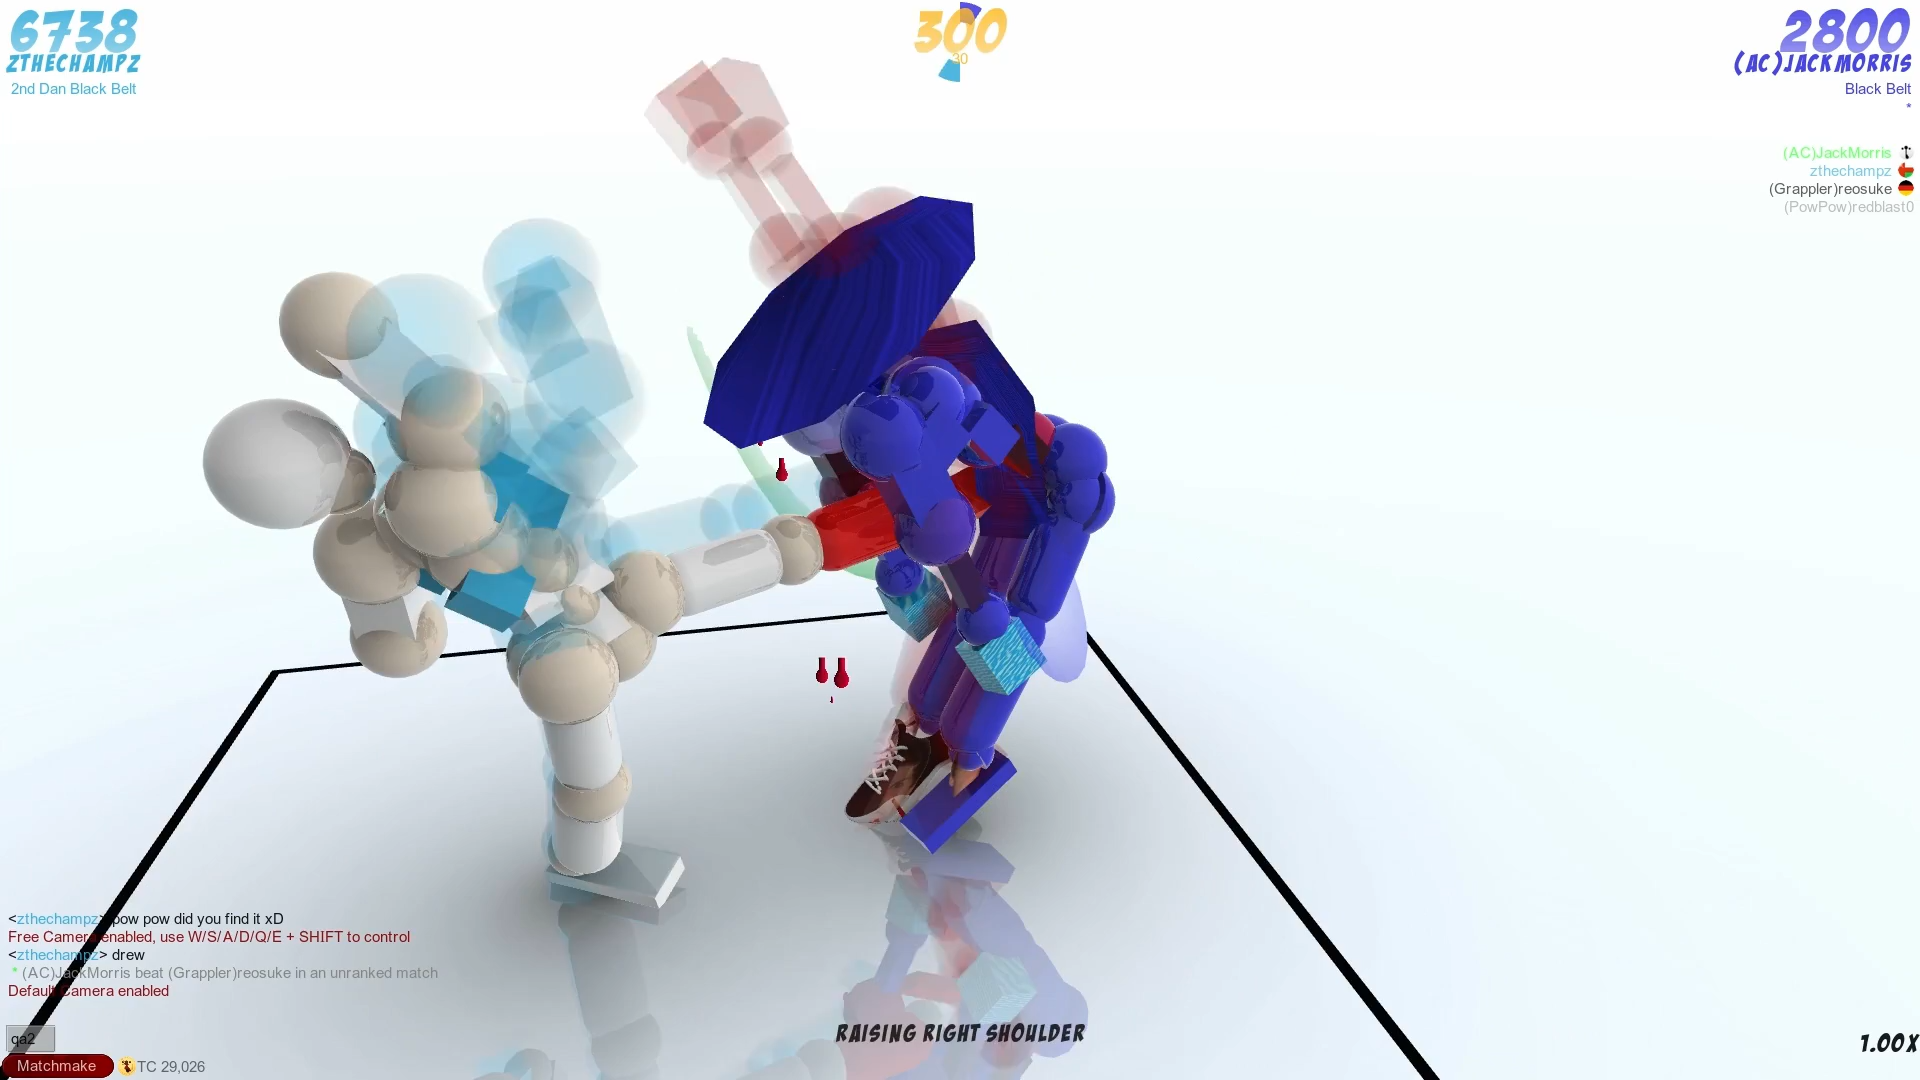 6738
ZTHECHAMPZ
2nd Dan Black Belt
300
30
2800
(AC)JACKMORRIS
Black Belt
*
(AC)JackMorris
zthechampz
(Grappler)reosuke
(PowPow)redblast0
<zthechampz> pow pow did you find it xD
Free Camera enabled, use W/S/A/D/Q/E + SHIFT to control
<zthechampz> drew
* (AC)JackMorris beat (Grappler)reosuke in an unranked match
Default Camera enabled
qa2
RAISING RIGHT SHOULDER
1.00X
Matchmake
TC 29,026